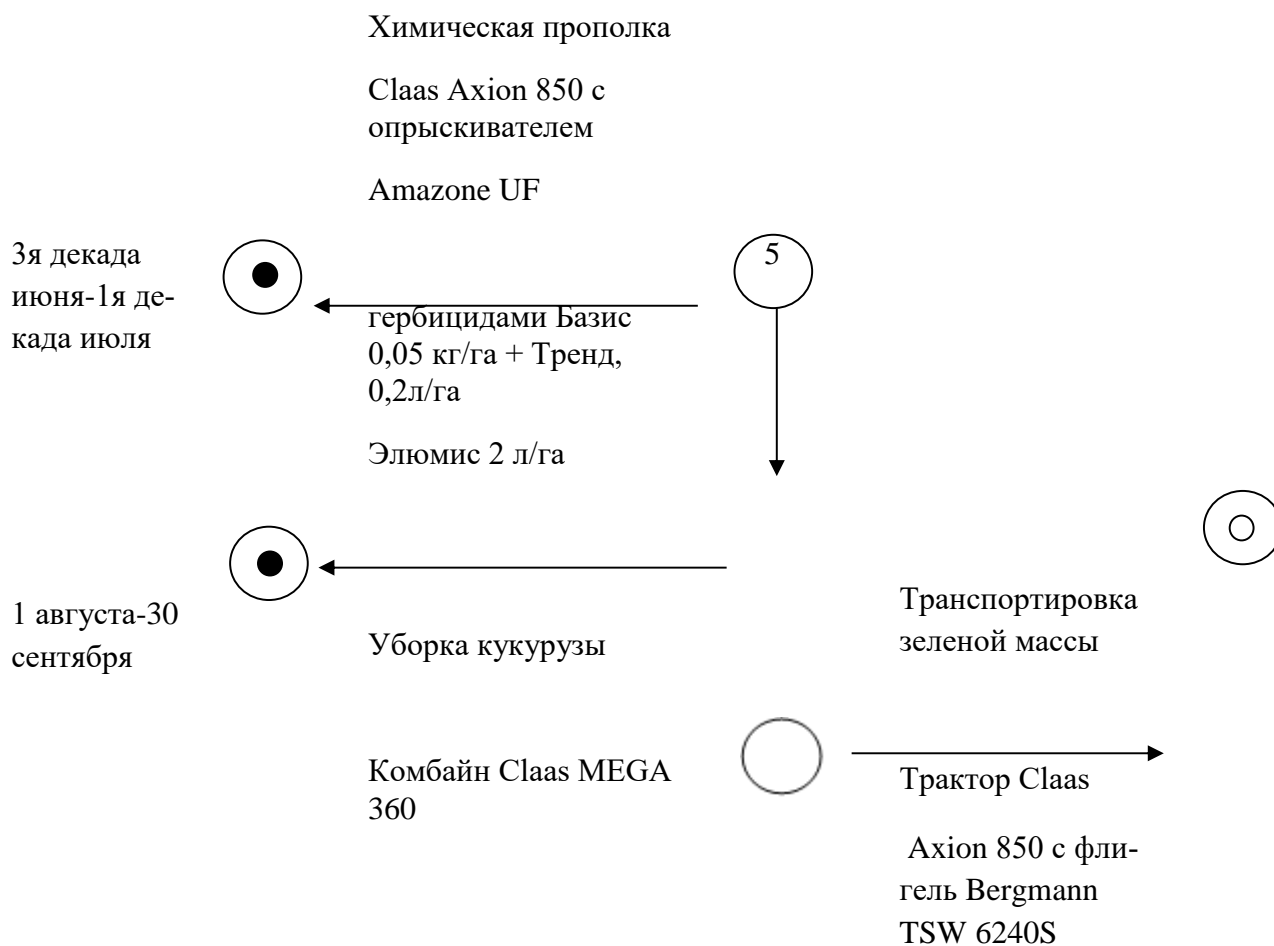 Химическая прополка
Claas Axion 850 с
опрыскивателем
Amazone UF
3я декада
июня-1я де-
када июля
5
гербицидами Базис
0,05 кг/га + Тренд,
0,2л/га
Элюмис 2 л/га
1 августа-30
сентября
Уборка кукурузы
Комбайн Claas MEGA
360
Транспортировка
зеленой массы
Трактор Claas
Axion 850 с фли-
гель Bergmann
TSW 6240S